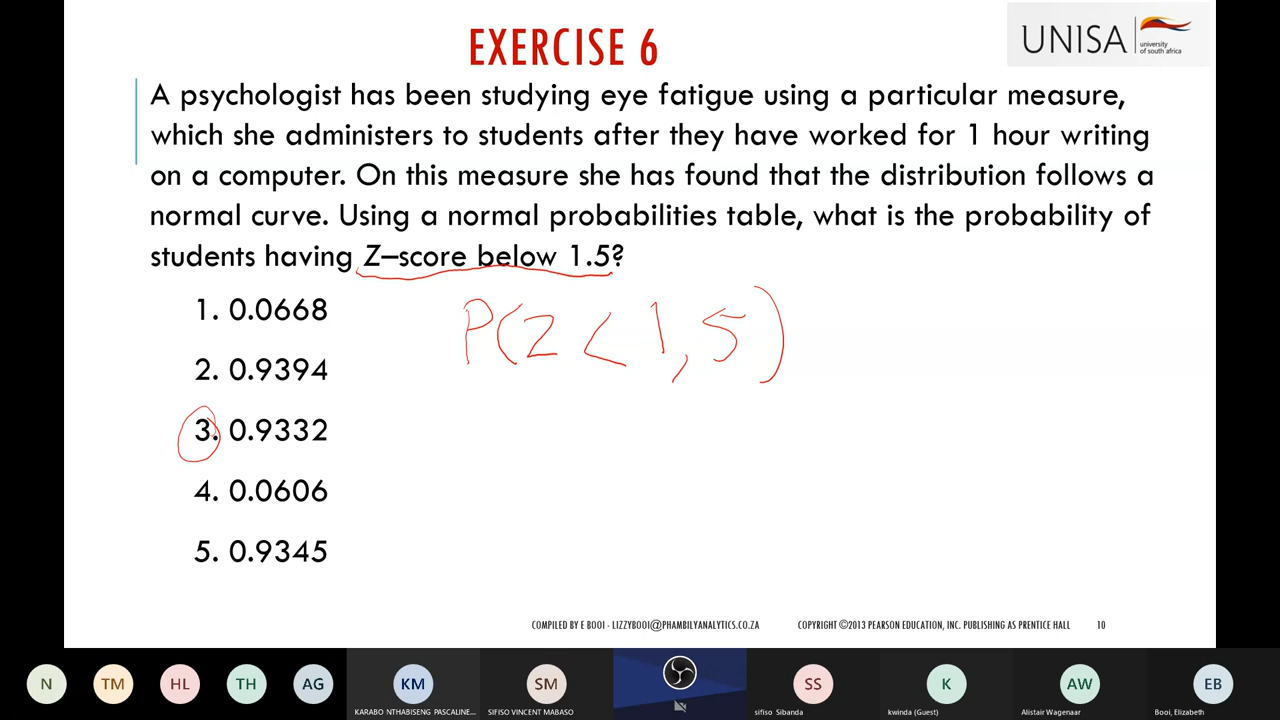 EXERCISE 6
UNISA
university
of south africa
A psychologist has been studying eye fatigue using a particular measure,
which she administers to students after they have worked for 1 hour writing
on a computer. On this measure she has found that the distribution follows a
normal curve. Using a normal probabilities table, what is the probability of
students having Z–score below 1.5?
1. 0.0668
P(Z < 1,5)
2. 0.9394
3. 0.9332
4. 0.0606
5. 0.9345
COMPILED BY E BOOI - LIZZYBOOI@PHAMBILYANALYTICS.CO.ZA
COPYRIGHT ©2013 PEARSON EDUCATION, INC. PUBLISHING AS PRENTICE HALL
10
N
TM
HL
TH
AG
KM
KARABO NTHABISENG PASCALINE...
SM
SIFISO VINCENT MABASO
SS
sifiso Sibanda
K
kwinda (Guest)
AW
Alistair Wagenaar
EB
Booi, Elizabeth